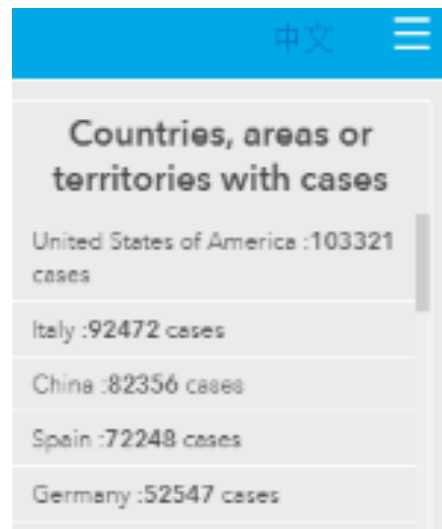 中文
Countries, areas or
territories with cases
United States of America :103321
cases
Italy :92472 cases
China :82356 cases
Spain :72248 cases
Germany :52547 cases